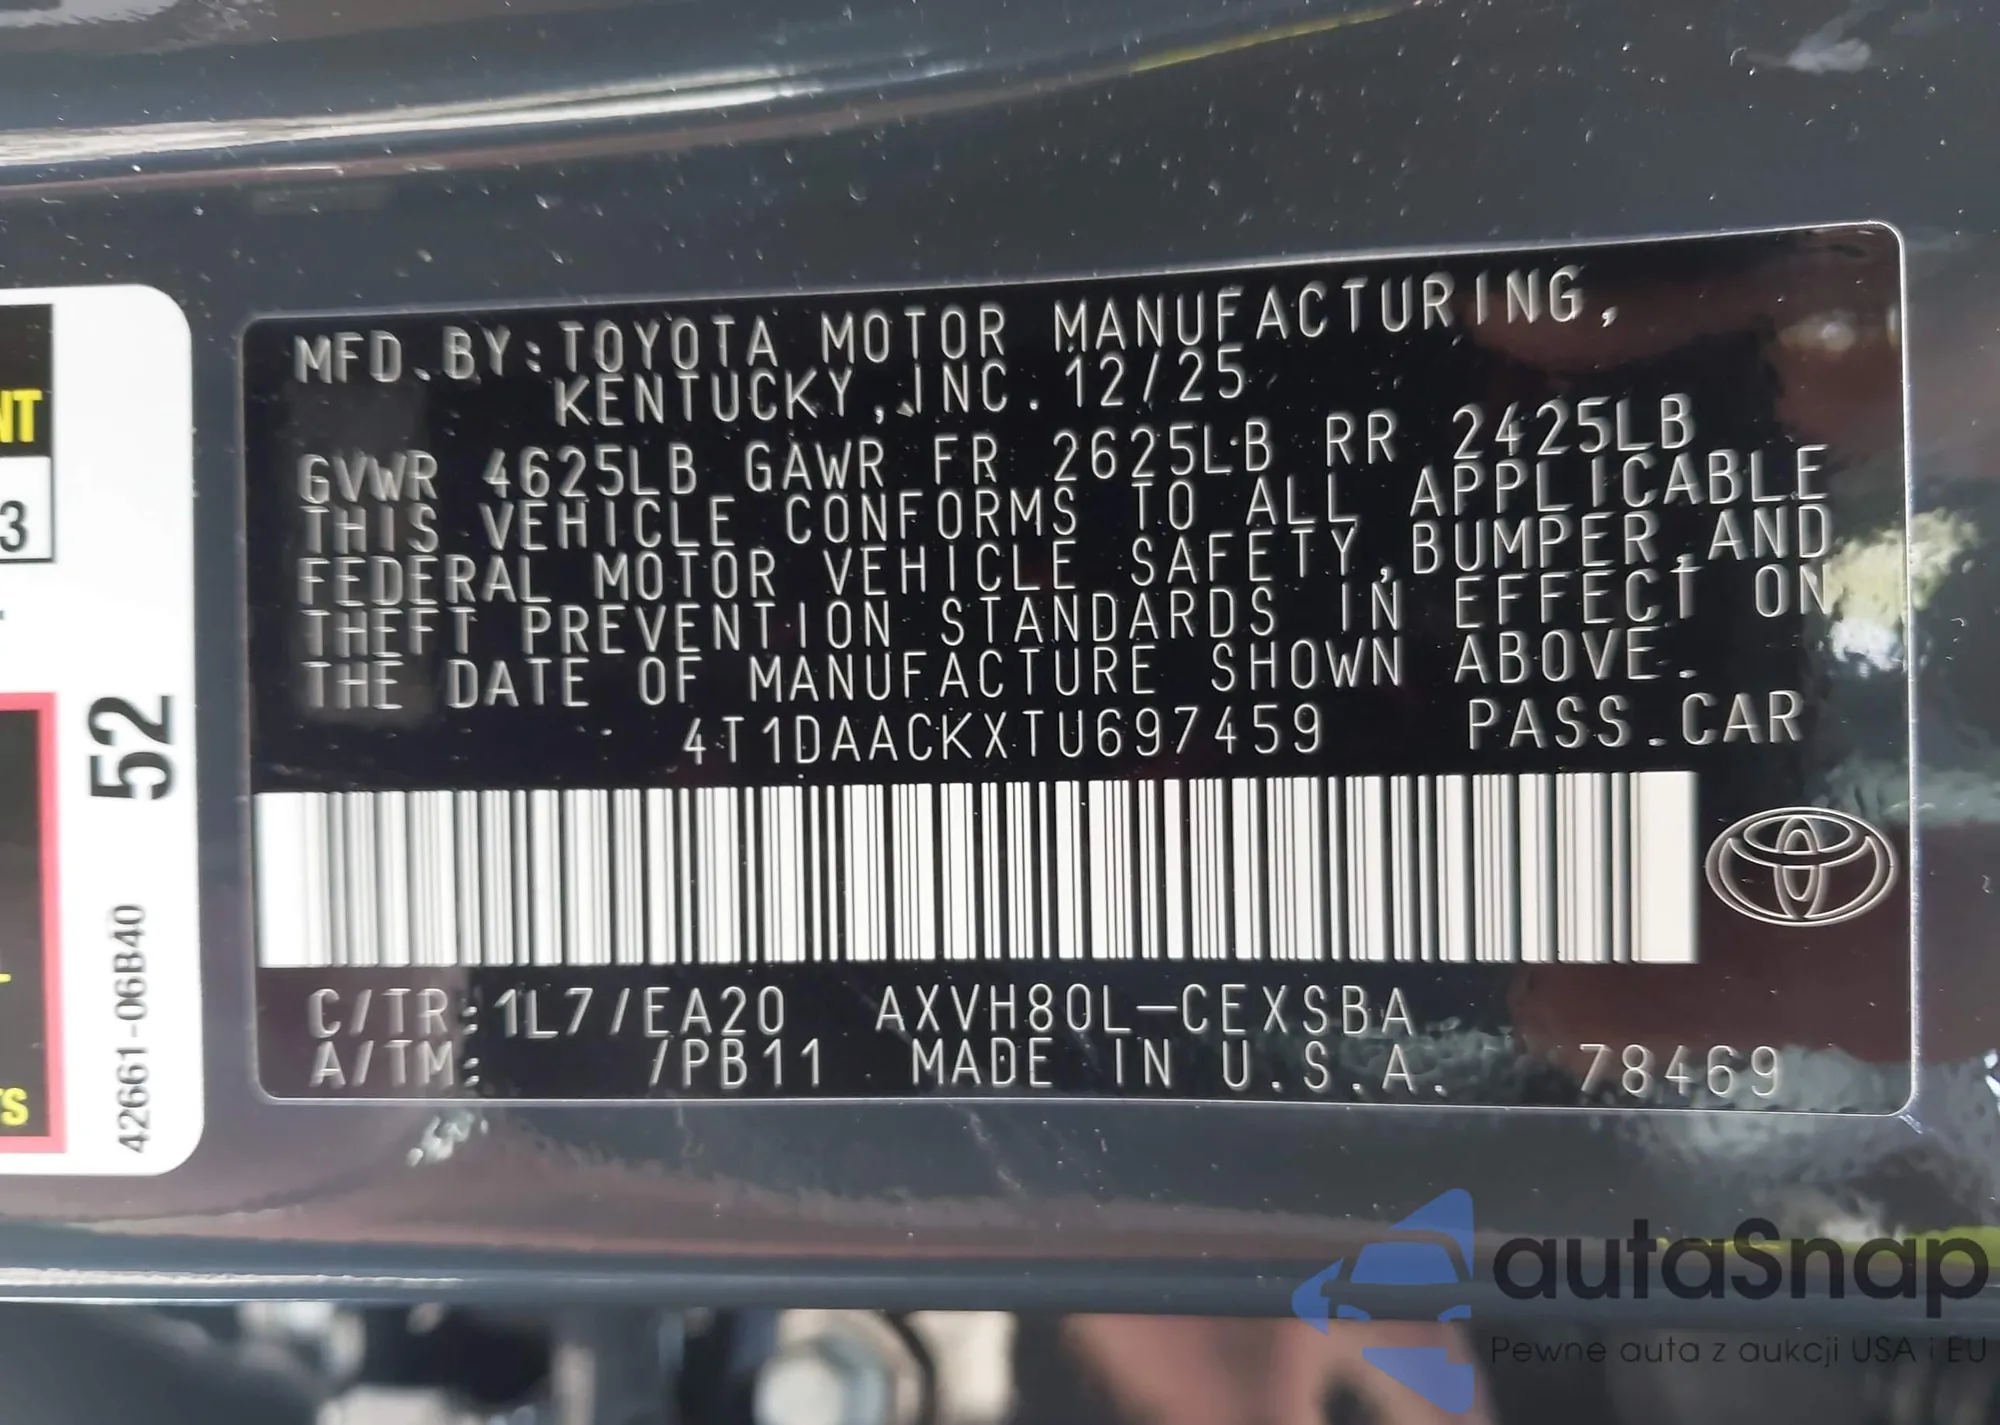 MFD.BY:TOYOTA MOTOR MANUFACTURING,
KENTUCKY,INC. 12/25
GVWR 4625LB GAWR FR 2625LB RR 2425LB
THIS VEHICLE CONFORMS TO ALL APPLICABLE
FEDERAL MOTOR VEHICLE SAFETY,BUMPER,AND
THEFT PREVENTION STANDARDS IN EFFECT ON
THE DATE OF MANUFACTURE SHOWN ABOVE.
4T1DAACKXTU697459 PASS.CAR
C/TR:1L7/EA20 AXVH80L-CEXSBA
A/TM: /PB11 MADE IN U.S.A. 78469
NT
3
52
42661-06B40
TS
autaSnap
Pewne auta z aukcji USA i EU